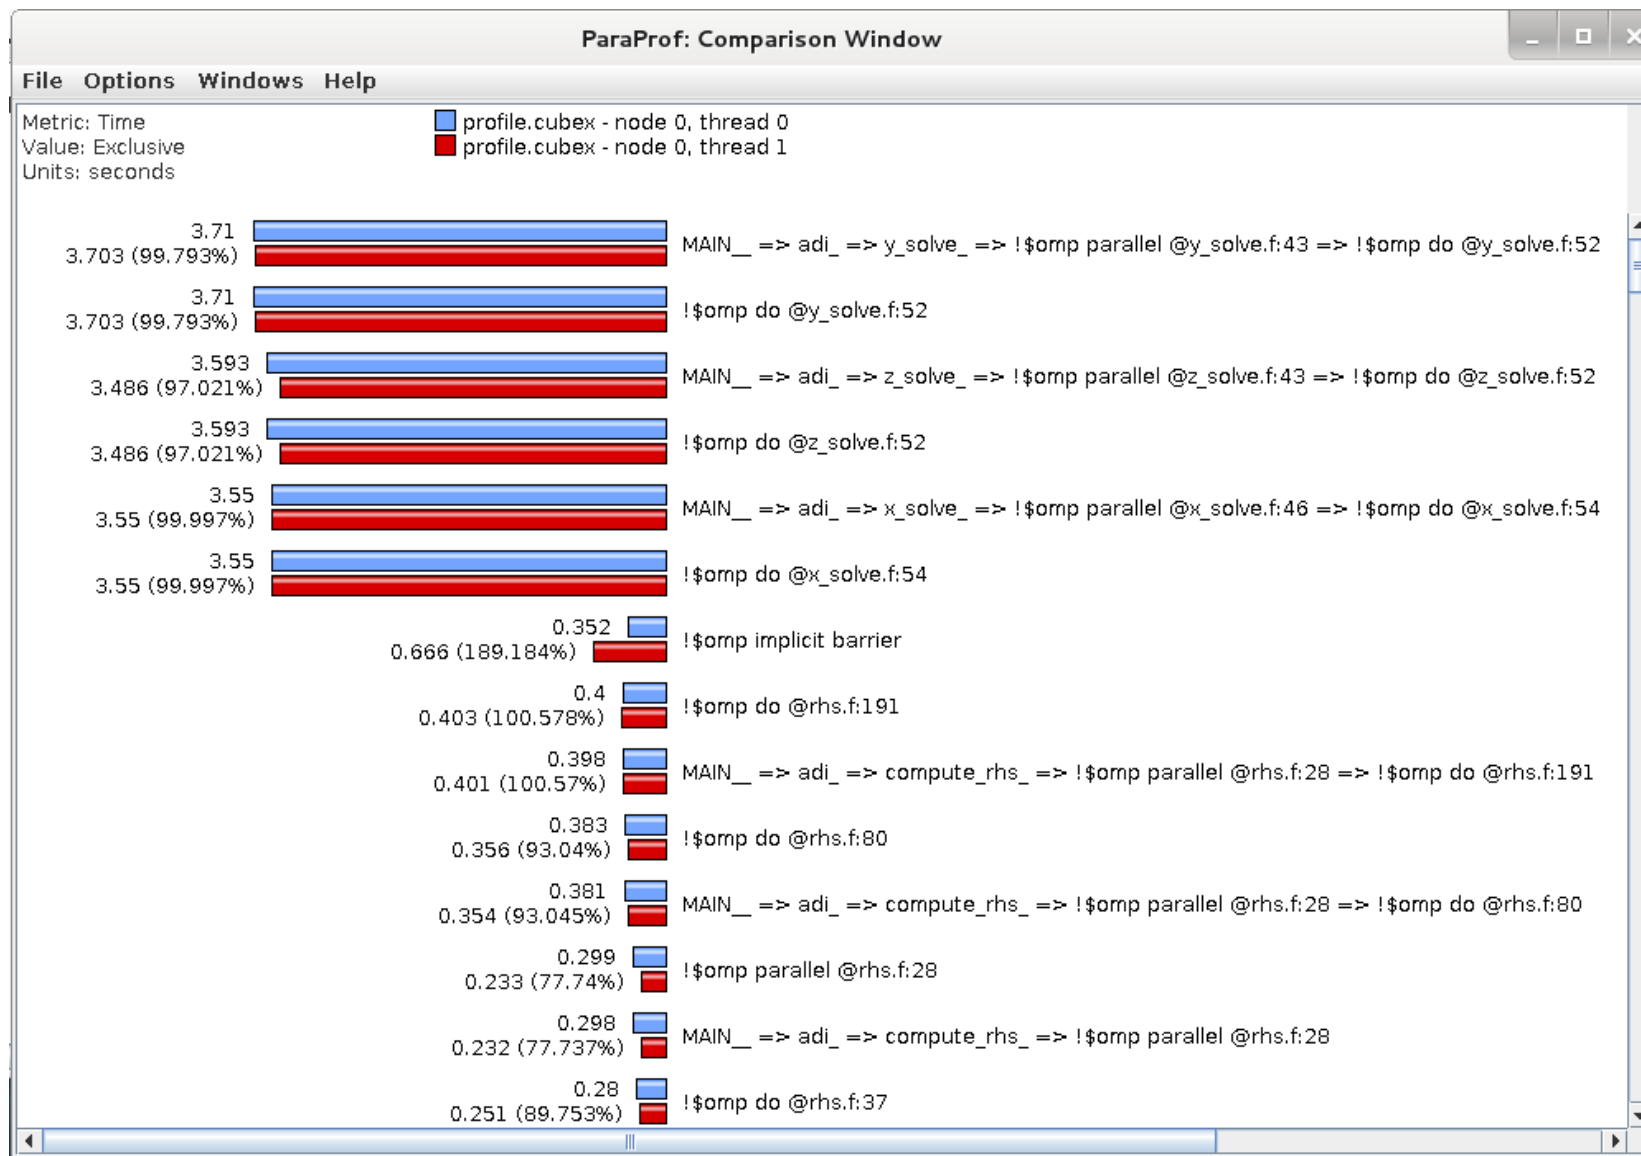 ParaProf: Comparison Window
File Options Windows Help
Metric: Time
Value: Exclusive
Units: seconds
profile.cubex - node 0, thread 0
profile.cubex - node 0, thread 1
3.71
3.703 (99.793%)
MAIN__ => adi_ => y_solve_ => !$omp parallel @y_solve.f:43 => !$omp do @y_solve.f:52
3.71
3.703 (99.793%)
!$omp do @y_solve.f:52
3.593
3.486 (97.021%)
MAIN__ => adi_ => z_solve_ => !$omp parallel @z_solve.f:43 => !$omp do @z_solve.f:52
3.593
3.486 (97.021%)
!$omp do @z_solve.f:52
3.55
3.55 (99.997%)
MAIN__ => adi_ => x_solve_ => !$omp parallel @x_solve.f:46 => !$omp do @x_solve.f:54
3.55
3.55 (99.997%)
!$omp do @x_solve.f:54
0.352
0.666 (189.184%)
!$omp implicit barrier
0.4
0.403 (100.578%)
!$omp do @rhs.f:191
0.398
0.401 (100.57%)
MAIN__ => adi_ => compute_rhs_ => !$omp parallel @rhs.f:28 => !$omp do @rhs.f:191
0.383
0.356 (93.04%)
!$omp do @rhs.f:80
0.381
0.354 (93.045%)
MAIN__ => adi_ => compute_rhs_ => !$omp parallel @rhs.f:28 => !$omp do @rhs.f:80
0.299
0.233 (77.74%)
!$omp parallel @rhs.f:28
0.298
0.232 (77.737%)
MAIN__ => adi_ => compute_rhs_ => !$omp parallel @rhs.f:28
0.28
0.251 (89.753%)
!$omp do @rhs.f:37